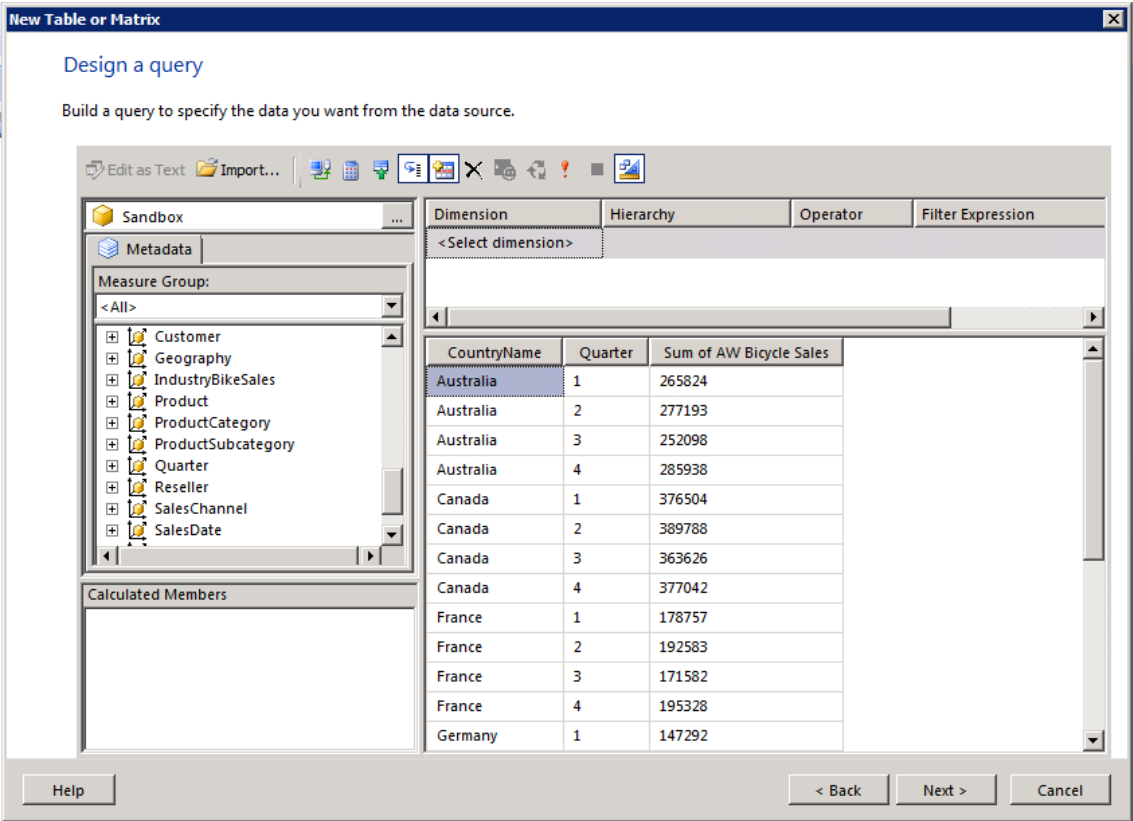 New Table or Matrix
Design a query
Build a query to specify the data you want from the data source.
Edit as Text Import...
Sandbox ...
Metadata
Measure Group:
<All>
Customer
Geography
IndustryBikeSales
Product
ProductCategory
ProductSubcategory
Quarter
Reseller
SalesChannel
SalesDate
Calculated Members
Dimension Hierarchy Operator Filter Expression
<Select dimension>
CountryName Quarter Sum of AW Bicycle Sales
Australia 1 265824
Australia 2 277193
Australia 3 252098
Australia 4 285938
Canada 1 376504
Canada 2 389788
Canada 3 363626
Canada 4 377042
France 1 178757
France 2 192583
France 3 171582
France 4 195328
Germany 1 147292
Help < Back Next > Cancel